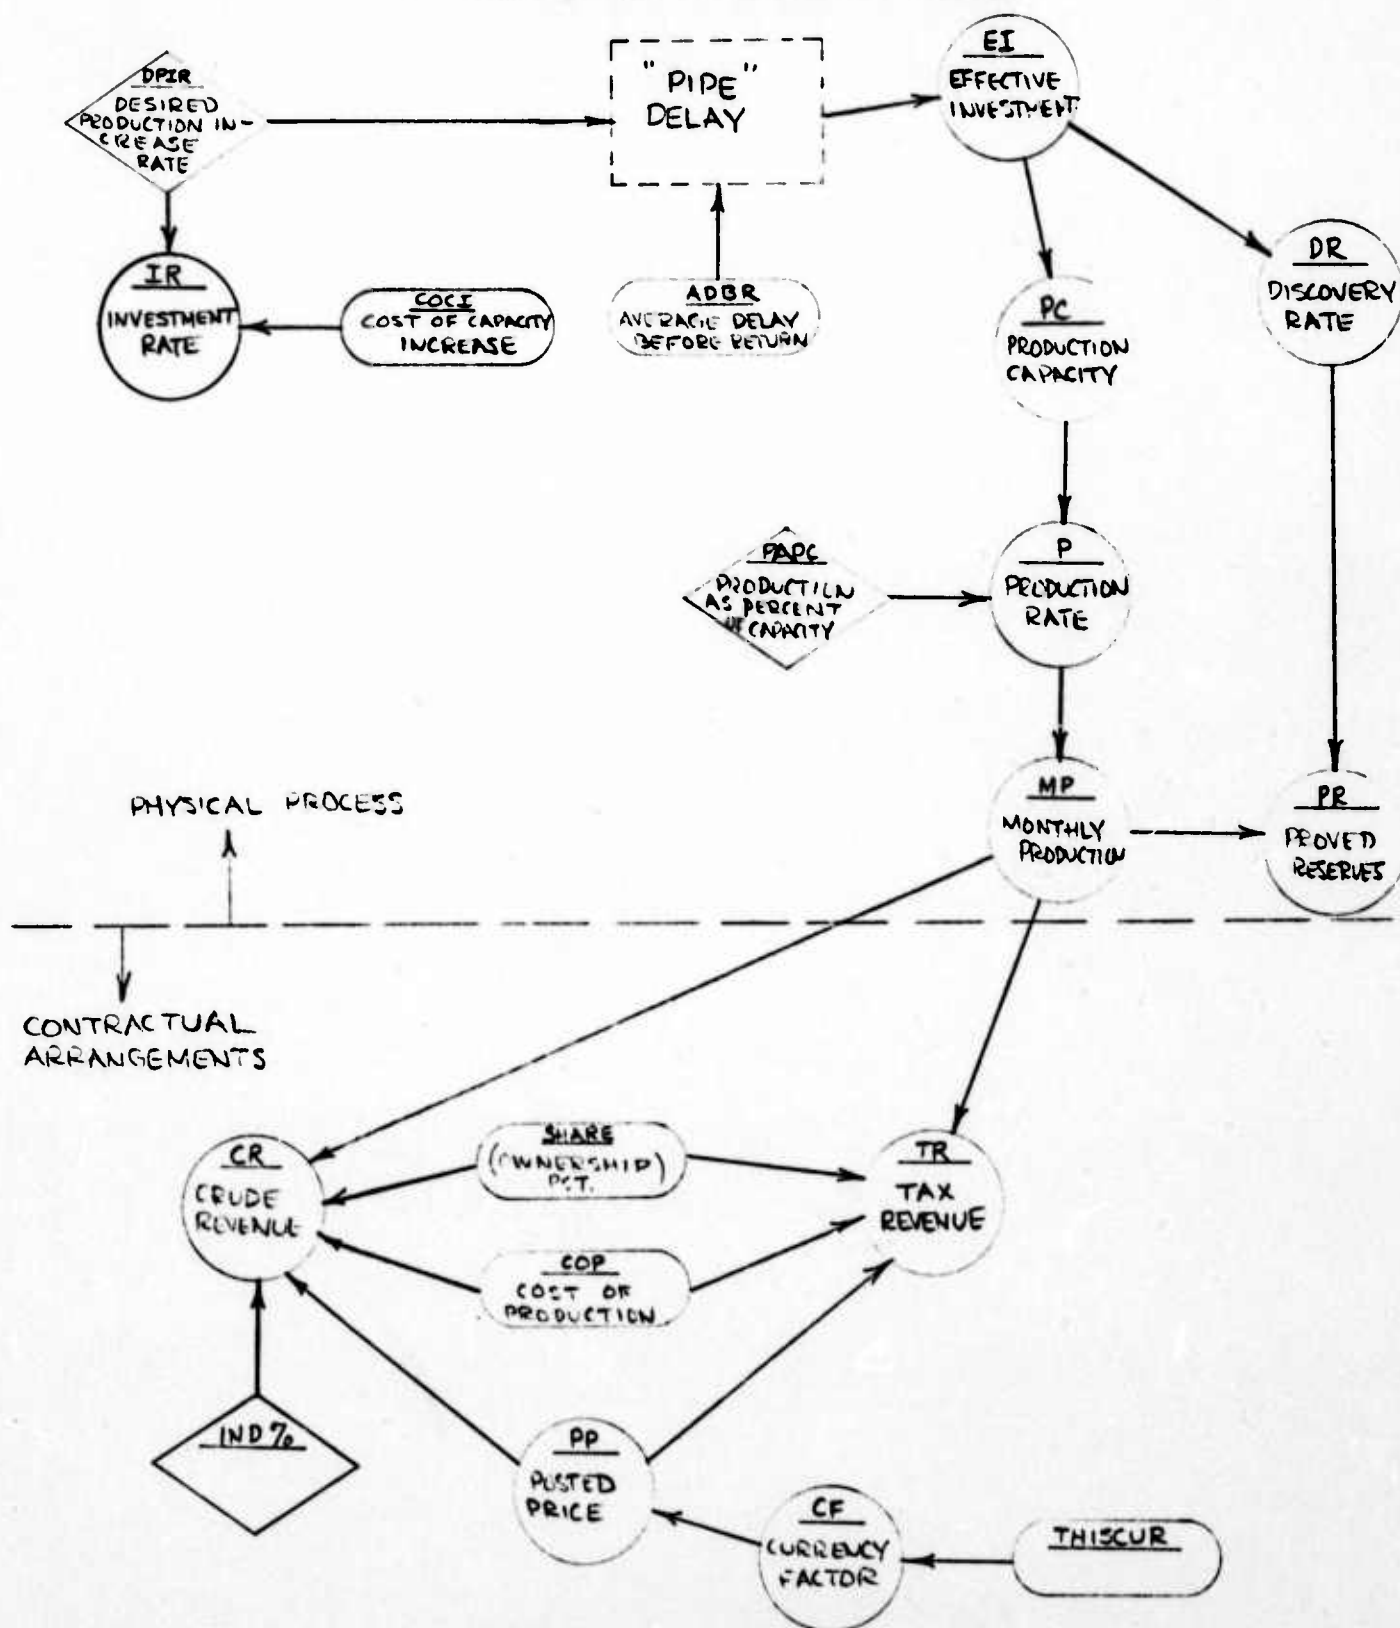 DPIR
DESIRED
PRODUCTION IN-
CREASE
RATE
"PIPE"
DELAY
EI
EFFECTIVE
INVESTMENT
IR
INVESTMENT
RATE
COCI
COST OF CAPACITY
INCREASE
ADBR
AVERAGE DELAY
BEFORE RETURN
PC
PRODUCTION
CAPACITY
DR
DISCOVERY
RATE
PAPC
PRODUCTION
AS PERCENT
OF CAPACITY
P
PRODUCTION
RATE
MP
MONTHLY
PRODUCTION
PR
PROVED
RESERVES
PHYSICAL PROCESS
CONTRACTUAL
ARRANGEMENTS
CR
CRUDE
REVENUE
SHARE
(OWNERSHIP)
PCT.
TR
TAX
REVENUE
COP
COST OF
PRODUCTION
IND %
PP
POSTED
PRICE
CF
CURRENCY
FACTOR
THISCUR